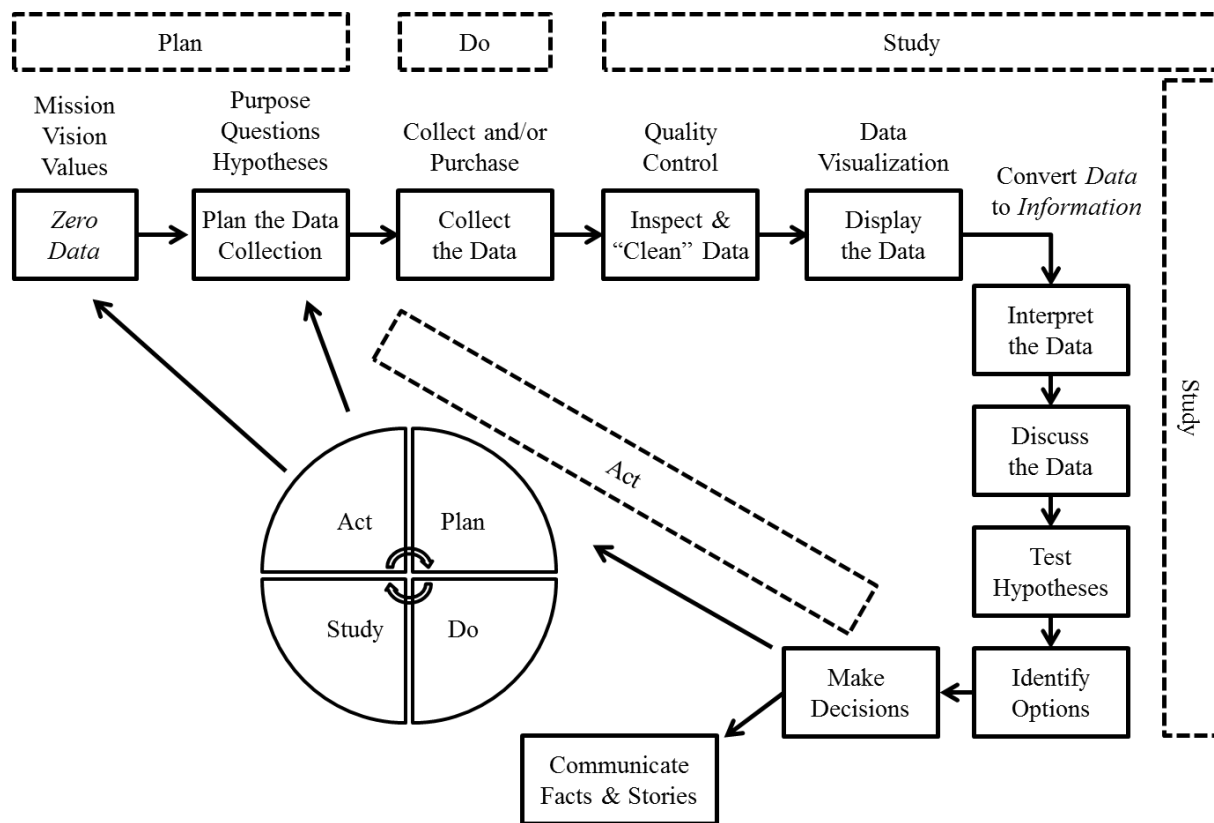 Plan
Do
Study
Mission
Vision
Values
Purpose
Questions
Hypotheses
Collect and/or
Purchase
Quality
Control
Data
Visualization
Convert Data
to Information
Zero
Data
Plan the Data
Collection
Collect
the Data
Inspect &
“Clean” Data
Display
the Data
Interpret
the Data
Study
Discuss
the Data
Act
Act
Plan
Study
Do
Test
Hypotheses
Identify
Options
Make
Decisions
Communicate
Facts & Stories